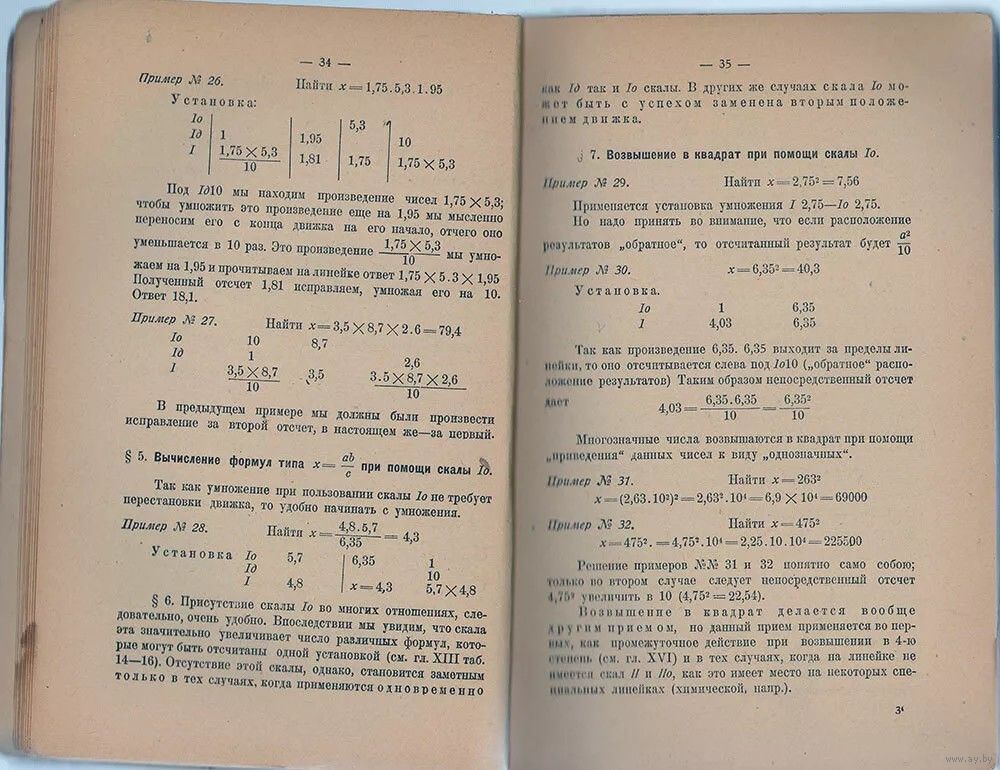 — 34 —
Пример № 26. Найти x = 1,75 . 5,3 . 1.95
Установка:
Iо 5,3
Iд 1 1,95 10
I 1,75 × 5,3 / 10 1,81 1,75 1,75 × 5,3
Под Iд10 мы находим произведение чисел 1,75 × 5,3;
чтобы умножить это произведение еще на 1,95 мы мысленно
переносим его с конца движка на его начало, отчего оно
уменьшается в 10 раз. Это произведение 1,75 × 5,3 / 10 мы умно-
жаем на 1,95 и прочитываем на линейке ответ 1,75 × 5.3 × 1,95
Полученный отсчет 1,81 исправляем, умножая его на 10.
Ответ 18,1.
Пример № 27. Найти x = 3,5 × 8,7 × 2.6 = 79,4
Iо 10 8,7
Iд 1 2,6
I 3,5 × 8,7 / 10 3,5 3.5 × 8,7 × 2,6 / 10
В предыдущем примере мы должны были произвести
исправление за второй отсчет, в настоящем же—за первый.
§ 5. Вычисление формул типа x = ab / c при помощи скалы Iо.
Так как умножение при пользовании скалы Iо не требует
перестановки движка, то удобно начинать с умножения.
Пример № 28. Найти x = 4,8 . 5,7 / 6,35 = 4,3
Установка Iо 5,7 6,35 1
Iд 10
I 4,8 x = 4,3 5,7 × 4,8
§ 6. Присутствие скалы Iо во многих отношениях, сле-
довательно, очень удобно. Впоследствии мы увидим, что скала
эта значительно увеличивает число различных формул, кото-
рые могут быть отсчитаны одной установкой (см. гл. XIII таб.
14—16). Отсутствие этой скалы, однако, становится заметным
только в тех случаях, когда применяются одновременно
— 35 —
как Iд так и Iо скалы. В других же случаях скала Iо мо-
жет быть с успехом заменена вторым положе-
нием движка.
§ 7. Возвышение в квадрат при помощи скалы Iо.
Пример № 29. Найти x = 2,75² = 7,56
Применяется установка умножения I 2,75—Iо 2,75.
Но надо принять во внимание, что если расположение
результатов „обратное“, то отсчитанный результат будет a² / 10
Пример № 30. x = 6,35² = 40,3
Установка.
Iо 1 6,35
I 4,03 6,35
Так как произведение 6,35. 6,35 выходит за пределы ли-
нейки, то оно отсчитывается слева под Iо10 („обратное“ распо-
ложение результатов) Таким образом непосредственный отсчет
дает
4,03 = 6,35 . 6,35 / 10 = 6,35² / 10
Многозначные числа возвышаются в квадрат при помощи
„приведения“ данных чисел к виду „однозначных“.
Пример № 31. Найти x = 263²
x = (2,63 . 10²)² = 2,63² . 10⁴ = 6,9 × 10⁴ = 69000
Пример № 32. Найти x = 475²
x = 475². = 4,75² . 10⁴ = 2,25 . 10 . 10⁴ = 225500
Решение примеров №№ 31 и 32 понятно само собою;
только во втором случае следует непосредственный отсчет
4,75² увеличить в 10 (4,75² = 22,54).
Возвышение в квадрат делается вообще
другим приемом, но данный прием применяется во пер-
вых, как промежуточное действие при возвышении в 4-ю
степень (см. гл. XVI) и в тех случаях, когда на линейке не
имеется скал II и IIо, как это имеет место на некоторых спе-
циальных линейках (химической, напр.).
3*
www.ay.by